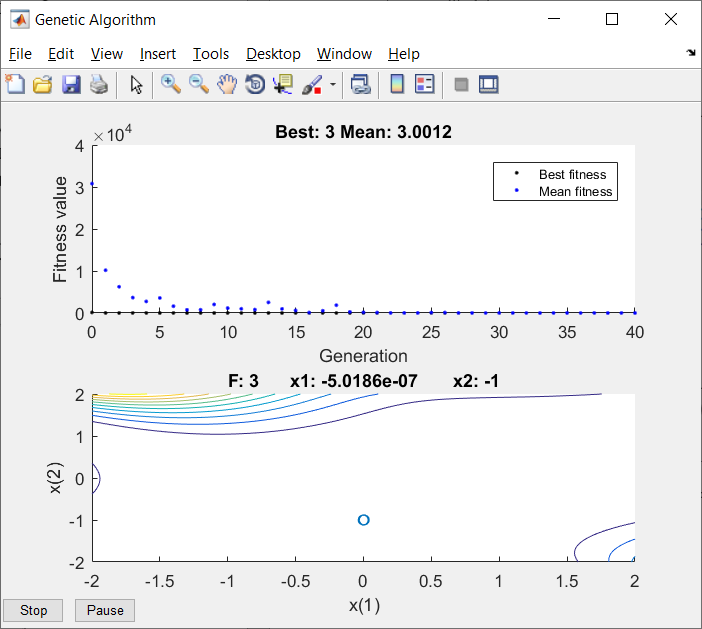 Genetic Algorithm
File Edit View Insert Tools Desktop Window Help
Best: 3 Mean: 3.0012
×10⁴
4
3
2
1
0
Fitness value
Best fitness
Mean fitness
0 5 10 15 20 25 30 35 40
Generation
F: 3 x1: -5.0186e-07 x2: -1
2
1
0
-1
-2
x(2)
-2 -1.5 -1 -0.5 0 0.5 1 1.5 2
x(1)
Stop Pause